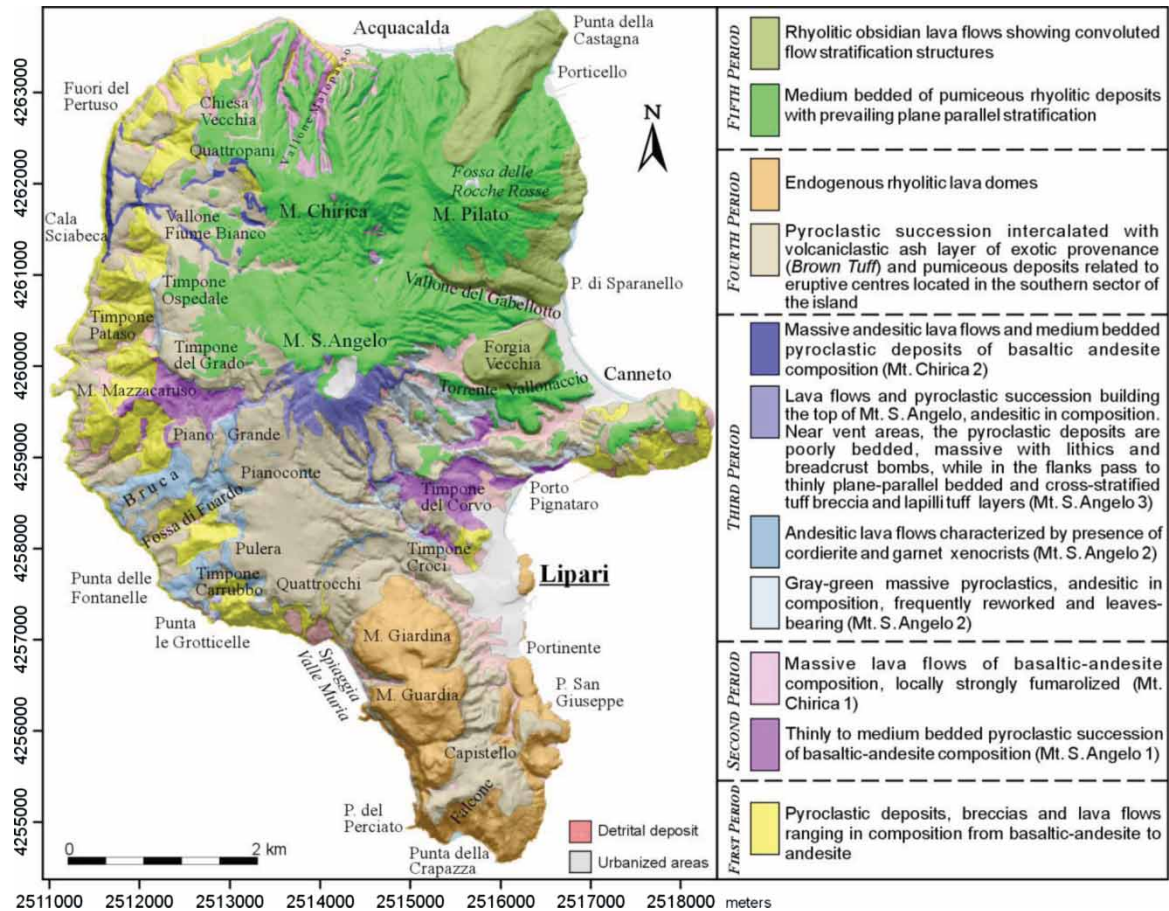 Acquacalda
Punta della
Castagna
Porticello
Fuori del
Pertuso
Chiesa
Vecchia
Vallone Malopasso
Quattropani
N
Fossa delle
Rocche Rosse
M. Chirica
M. Pilato
Cala
Sciabeca
Vallone
Fiume Bianco
Vallone del Gabellotto
P. di Sparanello
Timpone
Ospedale
Timpone
Pataso
Timpone
del Grado
M. S.Angelo
Forgia
Vecchia
Canneto
M. Mazzacaruso
Torrente Vallonaccio
Piano Grande
Pianoconte
Bruca
Fossa di Fuardo
Timpone
del Corvo
Porto
Pignataro
Pulera
Timpone
Croci
Punta delle
Fontanelle
Timpone
Carrubbo
Quattrocchi
Lipari
Punta
le Grotticelle
M. Giardina
Portinente
Spiaggia
Valle Muria
M. Guardia
P. San
Giuseppe
Capistello
Falcone
P. del
Perciato
Punta della
Crapazza
Detrital deposit
Urbanized areas
0 2 km
4263000
4262000
4261000
4260000
4259000
4258000
4257000
4256000
4255000
2511000 2512000 2513000 2514000 2515000 2516000 2517000 2518000 meters
FIFTH PERIOD
Rhyolitic obsidian lava flows showing convoluted
flow stratification structures
Medium bedded of pumiceous rhyolitic deposits
with prevailing plane parallel stratification
FOURTH PERIOD
Endogenous rhyolitic lava domes
Pyroclastic succession intercalated with
volcaniclastic ash layer of exotic provenance
(Brown Tuff) and pumiceous deposits related to
eruptive centres located in the southern sector of
the island
THIRD PERIOD
Massive andesitic lava flows and medium bedded
pyroclastic deposits of basaltic andesite
composition (Mt. Chirica 2)
Lava flows and pyroclastic succession building
the top of Mt. S. Angelo, andesitic in composition.
Near vent areas, the pyroclastic deposits are
poorly bedded, massive with lithics and
breadcrust bombs, while in the flanks pass to
thinly plane-parallel bedded and cross-stratified
tuff breccia and lapilli tuff layers (Mt. S. Angelo 3)
Andesitic lava flows characterized by presence of
cordierite and garnet xenocrists (Mt. S. Angelo 2)
Gray-green massive pyroclastics, andesitic in
composition, frequently reworked and leaves-
bearing (Mt. S. Angelo 2)
SECOND PERIOD
Massive lava flows of basaltic-andesite
composition, locally strongly fumarolized (Mt.
Chirica 1)
Thinly to medium bedded pyroclastic succession
of basaltic-andesite composition (Mt. S. Angelo 1)
FIRST PERIOD
Pyroclastic deposits, breccias and lava flows
ranging in composition from basaltic-andesite to
andesite